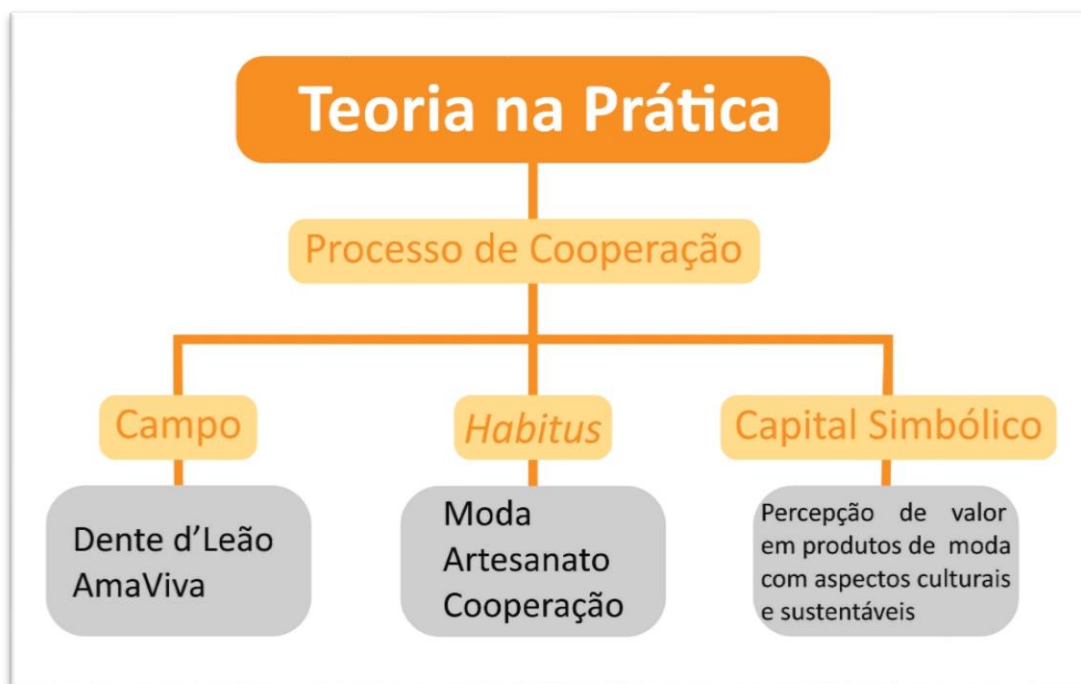 Teoria na Prática
Processo de Cooperação
Campo
Habitus
Capital Simbólico
Dente d’Leão
AmaViva
Moda
Artesanato
Cooperação
Percepção de valor
em produtos de moda
com aspectos culturais
e sustentáveis